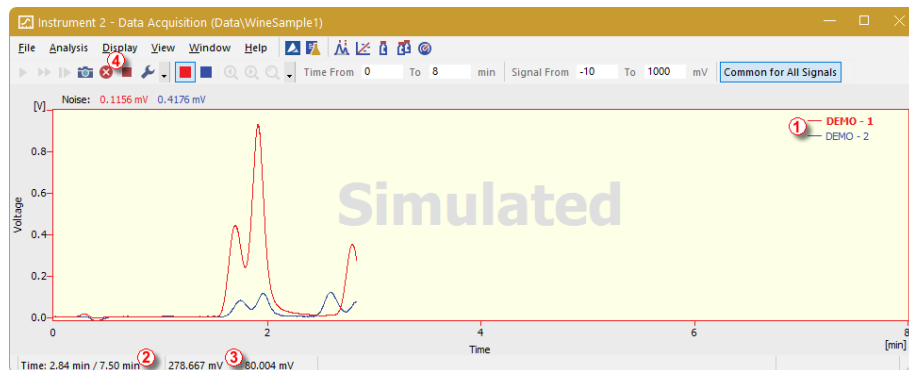 Instrument 2 - Data Acquisition (Data\WineSample1)
File Analysis Display View Window Help
4
Time From 0 To 8 min Signal From -10 To 1000 mV Common for All Signals
Noise: 0.1156 mV 0.4176 mV
[V]
1 DEMO - 1
DEMO - 2
0.8
Simulated
0.6
Voltage
0.4
0.2
0.0
0 2 4 6 8
Time [min]
Time: 2.84 min / 7.50 min 2 278.667 mV 3 80.004 mV